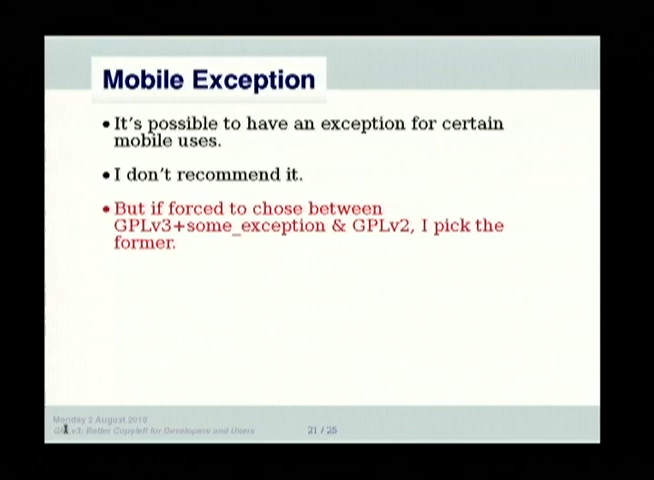 Mobile Exception
•It's possible to have an exception for certain
mobile uses.
•I don't recommend it.
•But if forced to chose between
GPLv3+some_exception & GPLv2, I pick the
former.
Monday 2 August 2010
GPLv3: Better Copyleft for Developers and Users
21 / 25